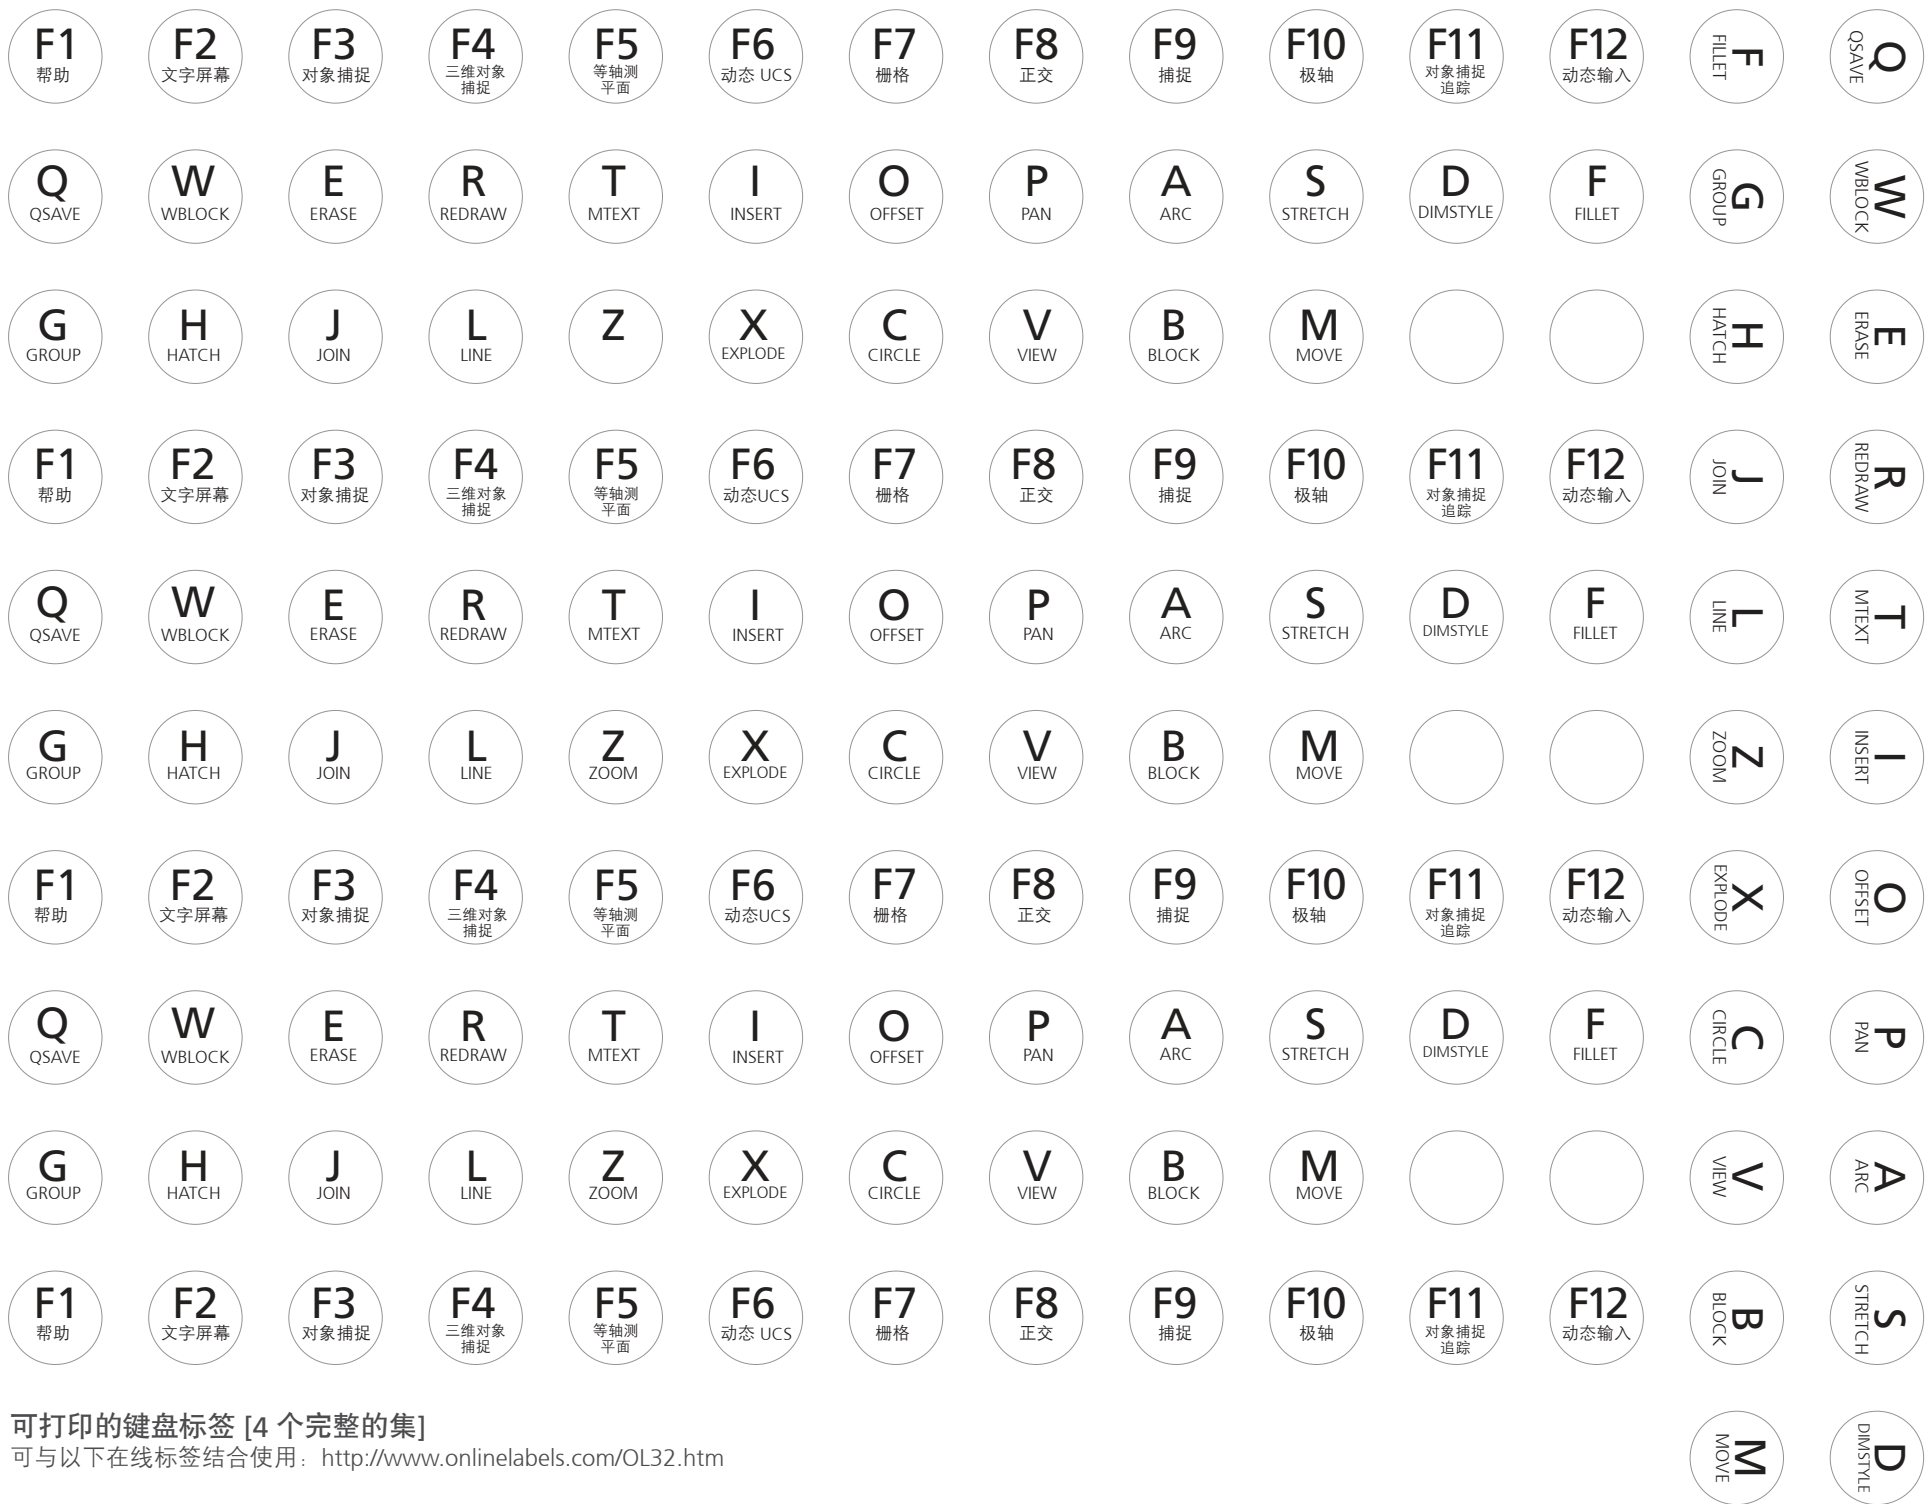 F1 F2 F3 F4 F5 F6 F7 F8 F9 F10 F11 F12 F Q
帮助 文字屏幕 对象捕捉 三维对象 等轴测 动态 UCS 栅格 正交 捕捉 极轴 对象捕捉 动态输入 FILLET QSAVE
捕捉 平面 追踪
Q W E R T I O P A S D F G W
QSAVE WBLOCK ERASE REDRAW MTEXT INSERT OFFSET PAN ARC STRETCH DIMSTYLE FILLET GROUP WBLOCK
G H J L Z X C V B M H E
GROUP HATCH JOIN LINE EXPLODE CIRCLE VIEW BLOCK MOVE HATCH ERASE
F1 F2 F3 F4 F5 F6 F7 F8 F9 F10 F11 F12 J R
帮助 文字屏幕 对象捕捉 三维对象 等轴测 动态UCS 栅格 正交 捕捉 极轴 对象捕捉 动态输入 JOIN REDRAW
捕捉 平面 追踪
Q W E R T I O P A S D F L T
QSAVE WBLOCK ERASE REDRAW MTEXT INSERT OFFSET PAN ARC STRETCH DIMSTYLE FILLET LINE MTEXT
G H J L Z X C V B M Z I
GROUP HATCH JOIN LINE ZOOM EXPLODE CIRCLE VIEW BLOCK MOVE ZOOM INSERT
F1 F2 F3 F4 F5 F6 F7 F8 F9 F10 F11 F12 X O
帮助 文字屏幕 对象捕捉 三维对象 等轴测 动态UCS 栅格 正交 捕捉 极轴 对象捕捉 动态输入 EXPLODE OFFSET
捕捉 平面 追踪
Q W E R T I O P A S D F C P
QSAVE WBLOCK ERASE REDRAW MTEXT INSERT OFFSET PAN ARC STRETCH DIMSTYLE FILLET CIRCLE PAN
G H J L Z X C V B M V A
GROUP HATCH JOIN LINE ZOOM EXPLODE CIRCLE VIEW BLOCK MOVE VIEW ARC
F1 F2 F3 F4 F5 F6 F7 F8 F9 F10 F11 F12 B S
帮助 文字屏幕 对象捕捉 三维对象 等轴测 动态 UCS 栅格 正交 捕捉 极轴 对象捕捉 动态输入 BLOCK STRETCH
捕捉 平面 追踪
可打印的键盘标签 [4 个完整的集]
可与以下在线标签结合使用：http://www.onlinelabels.com/OL32.htm
M D
MOVE DIMSTYLE